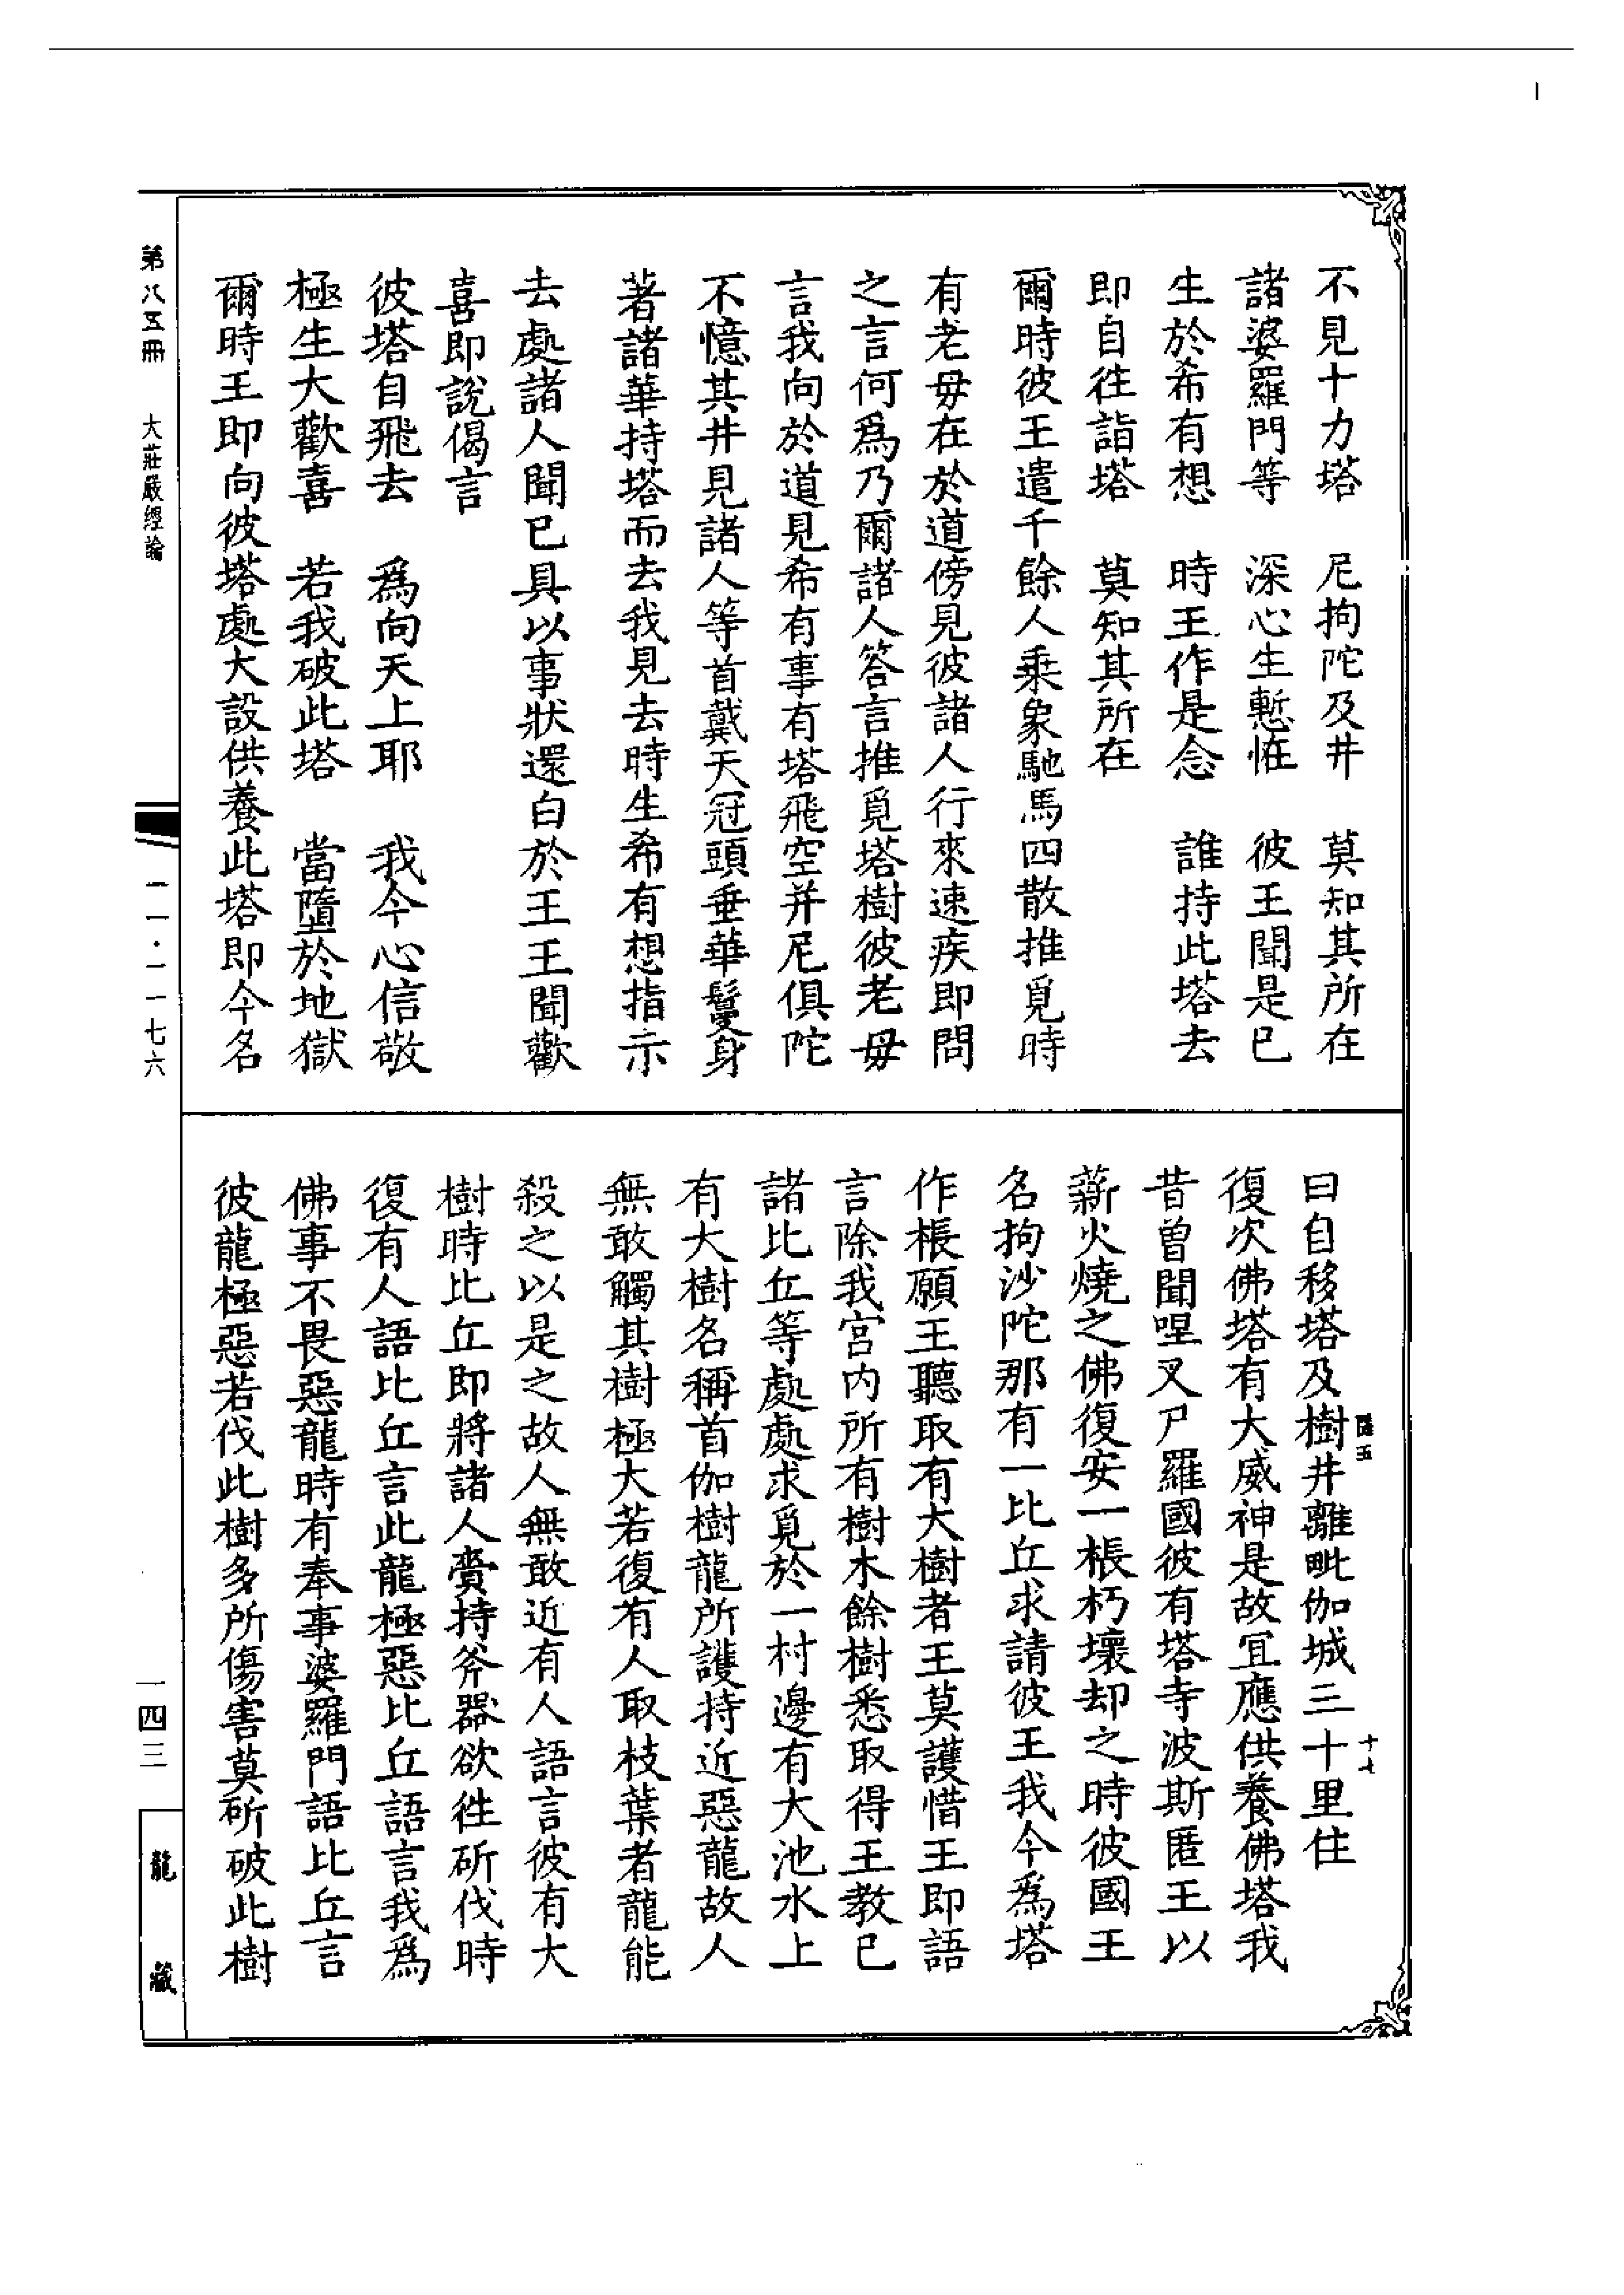 不見十力塔　尼拘陀及井　莫知其所在
諸婆羅門等　深心生慙恠　彼王聞是已
生於希有想　時王作是念　誰持此塔去
即自徃詣塔　莫知其所在
爾時彼王遣千餘人乘象馳馬四散推覓時
有老毋在於道傍見彼諸人行來速疾即問
之言何爲乃爾諸人答言推覓塔樹彼老毋
言我向於道見希有事有塔飛空并尼俱陀
不憶其井見諸人等首戴天冠頭垂華鬘身
著諸華持塔而去我見去時生希有想指示
去處諸人聞已具以事狀還白於王王聞歡
喜即說偈言
彼塔自飛去　爲向天上耶　我今心信敬
極生大歡喜　若我破此塔　當墮於地獄
爾時王即向彼塔處大設供養此塔即今名
曰自移塔及樹井離毗伽城三十里住
復次佛塔有大威神是故宜應供養佛塔我
昔曽聞呾叉尸羅國彼有塔寺波斯匿王以
薪火燒之佛復安一棖朽壞却之時彼國王
名拘沙陀那有一比丘求請彼王我今爲塔
作棖願王聽取有大樹者王莫護惜王即語
言除我宮内所有樹木餘樹悉取得王教已
諸比丘等處處求覓於一村邊有大池水上
有大樹名稱首伽樹龍所護持近惡龍故人
無敢觸其樹極大若復有人取枝葉者龍能
殺之以是之故人無敢近有人語言彼有大
樹時比丘即將諸人賫持斧器欲徃斫伐時
復有人語比丘言此龍極惡比丘語言我爲
佛事不畏惡龍時有奉事婆羅門語比丘言
彼龍極惡若伐此樹多所傷害莫斫破此樹
十七
第八五冊　大莊嚴經論
一一·一一七六
一四三
龍藏